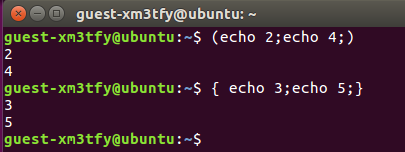 guest-xm3tfy@ubuntu: ~
guest-xm3tfy@ubuntu:~$ (echo 2;echo 4;)
2
4
guest-xm3tfy@ubuntu:~$ { echo 3;echo 5;}
3
5
guest-xm3tfy@ubuntu:~$